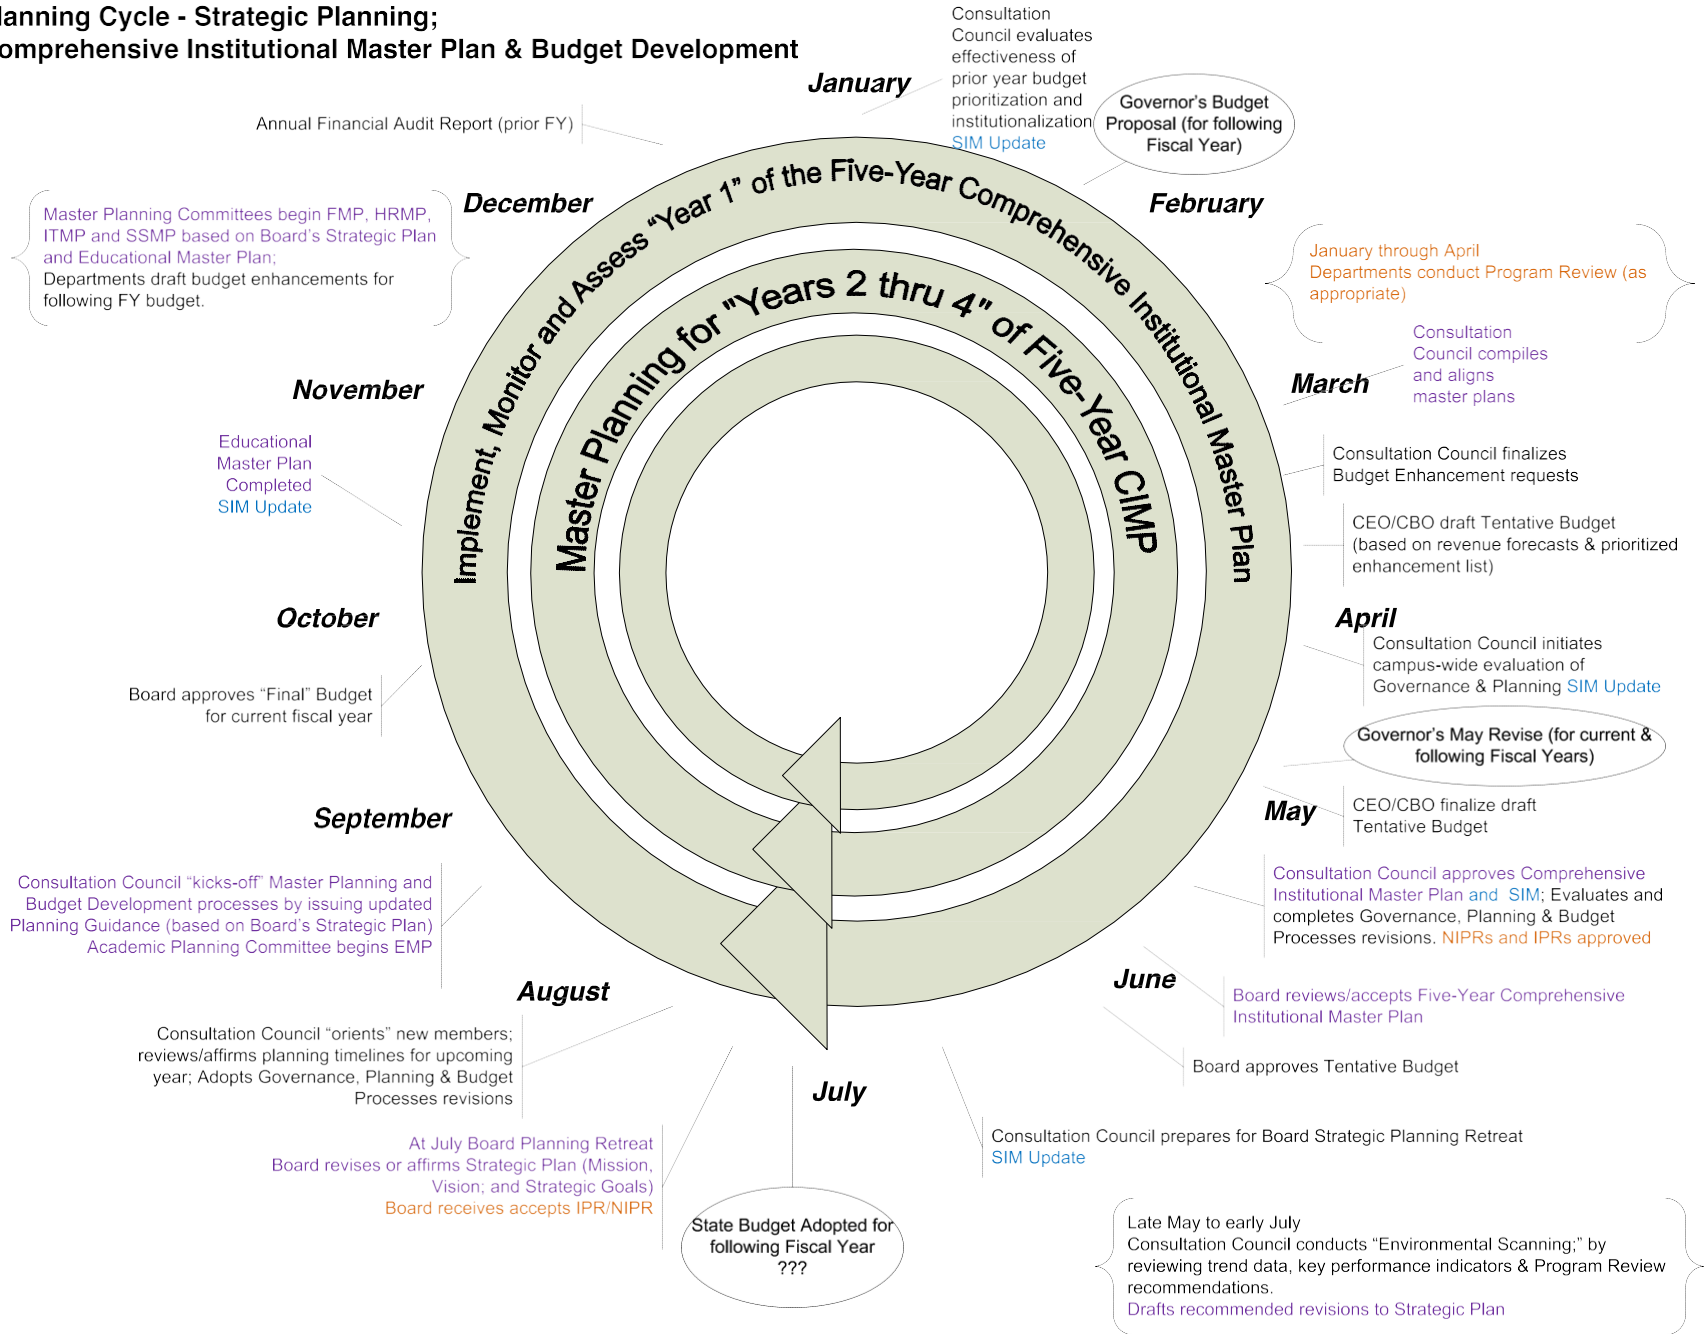 lanning Cycle - Strategic Planning;
omprehensive Institutional Master Plan & Budget Development
January
Consultation
Council evaluates
effectiveness of
prior year budget
prioritization and
institutionalization
SIM Update
Governor's Budget
Proposal (for following
Fiscal Year)
February
January through April
Departments conduct Program Review (as
appropriate)
March
Consultation
Council compiles
and aligns
master plans
Consultation Council finalizes
Budget Enhancement requests
CEO/CBO draft Tentative Budget
(based on revenue forecasts & prioritized
enhancement list)
April
Consultation Council initiates
campus-wide evaluation of
Governance & Planning SIM Update
Governor's May Revise (for current &
following Fiscal Years)
May
CEO/CBO finalize draft
Tentative Budget
Consultation Council approves Comprehensive
Institutional Master Plan and SIM; Evaluates and
completes Governance, Planning & Budget
Processes revisions. NIPRs and IPRs approved
June
Board reviews/accepts Five-Year Comprehensive
Institutional Master Plan
Board approves Tentative Budget
Consultation Council prepares for Board Strategic Planning Retreat
SIM Update
Late May to early July
Consultation Council conducts “Environmental Scanning;” by
reviewing trend data, key performance indicators & Program Review
recommendations.
Drafts recommended revisions to Strategic Plan
July
State Budget Adopted for
following Fiscal Year
???
At July Board Planning Retreat
Board revises or affirms Strategic Plan (Mission,
Vision; and Strategic Goals)
Board receives accepts IPR/NIPR
August
Consultation Council “orients” new members;
reviews/affirms planning timelines for upcoming
year; Adopts Governance, Planning & Budget
Processes revisions
September
Consultation Council “kicks-off” Master Planning and
Budget Development processes by issuing updated
Planning Guidance (based on Board's Strategic Plan)
Academic Planning Committee begins EMP
October
Board approves “Final” Budget
for current fiscal year
November
Educational
Master Plan
Completed
SIM Update
December
Master Planning Committees begin FMP, HRMP,
ITMP and SSMP based on Board's Strategic Plan
and Educational Master Plan;
Departments draft budget enhancements for
following FY budget.
Annual Financial Audit Report (prior FY)
Implement, Monitor and Assess “Year 1” of the Five-Year Comprehensive Institutional Master Plan
Master Planning for "Years 2 thru 4" of Five-Year CIMP